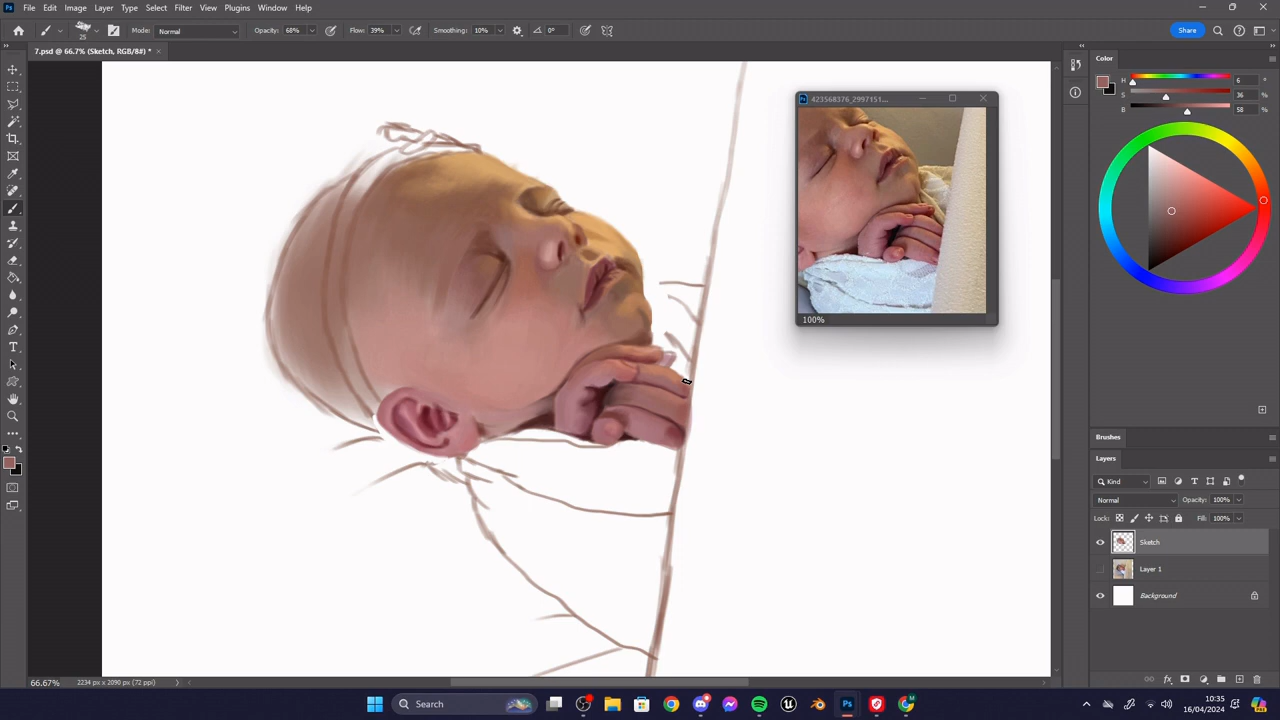 Ps File Edit Image Layer Type Select Filter View Plugins Window Help
25 Mode: Normal Opacity: 68% Flow: 39% Smoothing: 10% 0° Share
7.psd @ 66.7% (Sketch, RGB/8#) *
423568376_2997151...
100%
Color
H 6
S 36 %
B 58 %
Brushes
Layers
Kind
Normal Opacity: 100%
Lock: Fill: 100%
Sketch
Layer 1
Background
66.67% 2234 px x 2090 px (72 ppi)
Search
10:35
16/04/2024